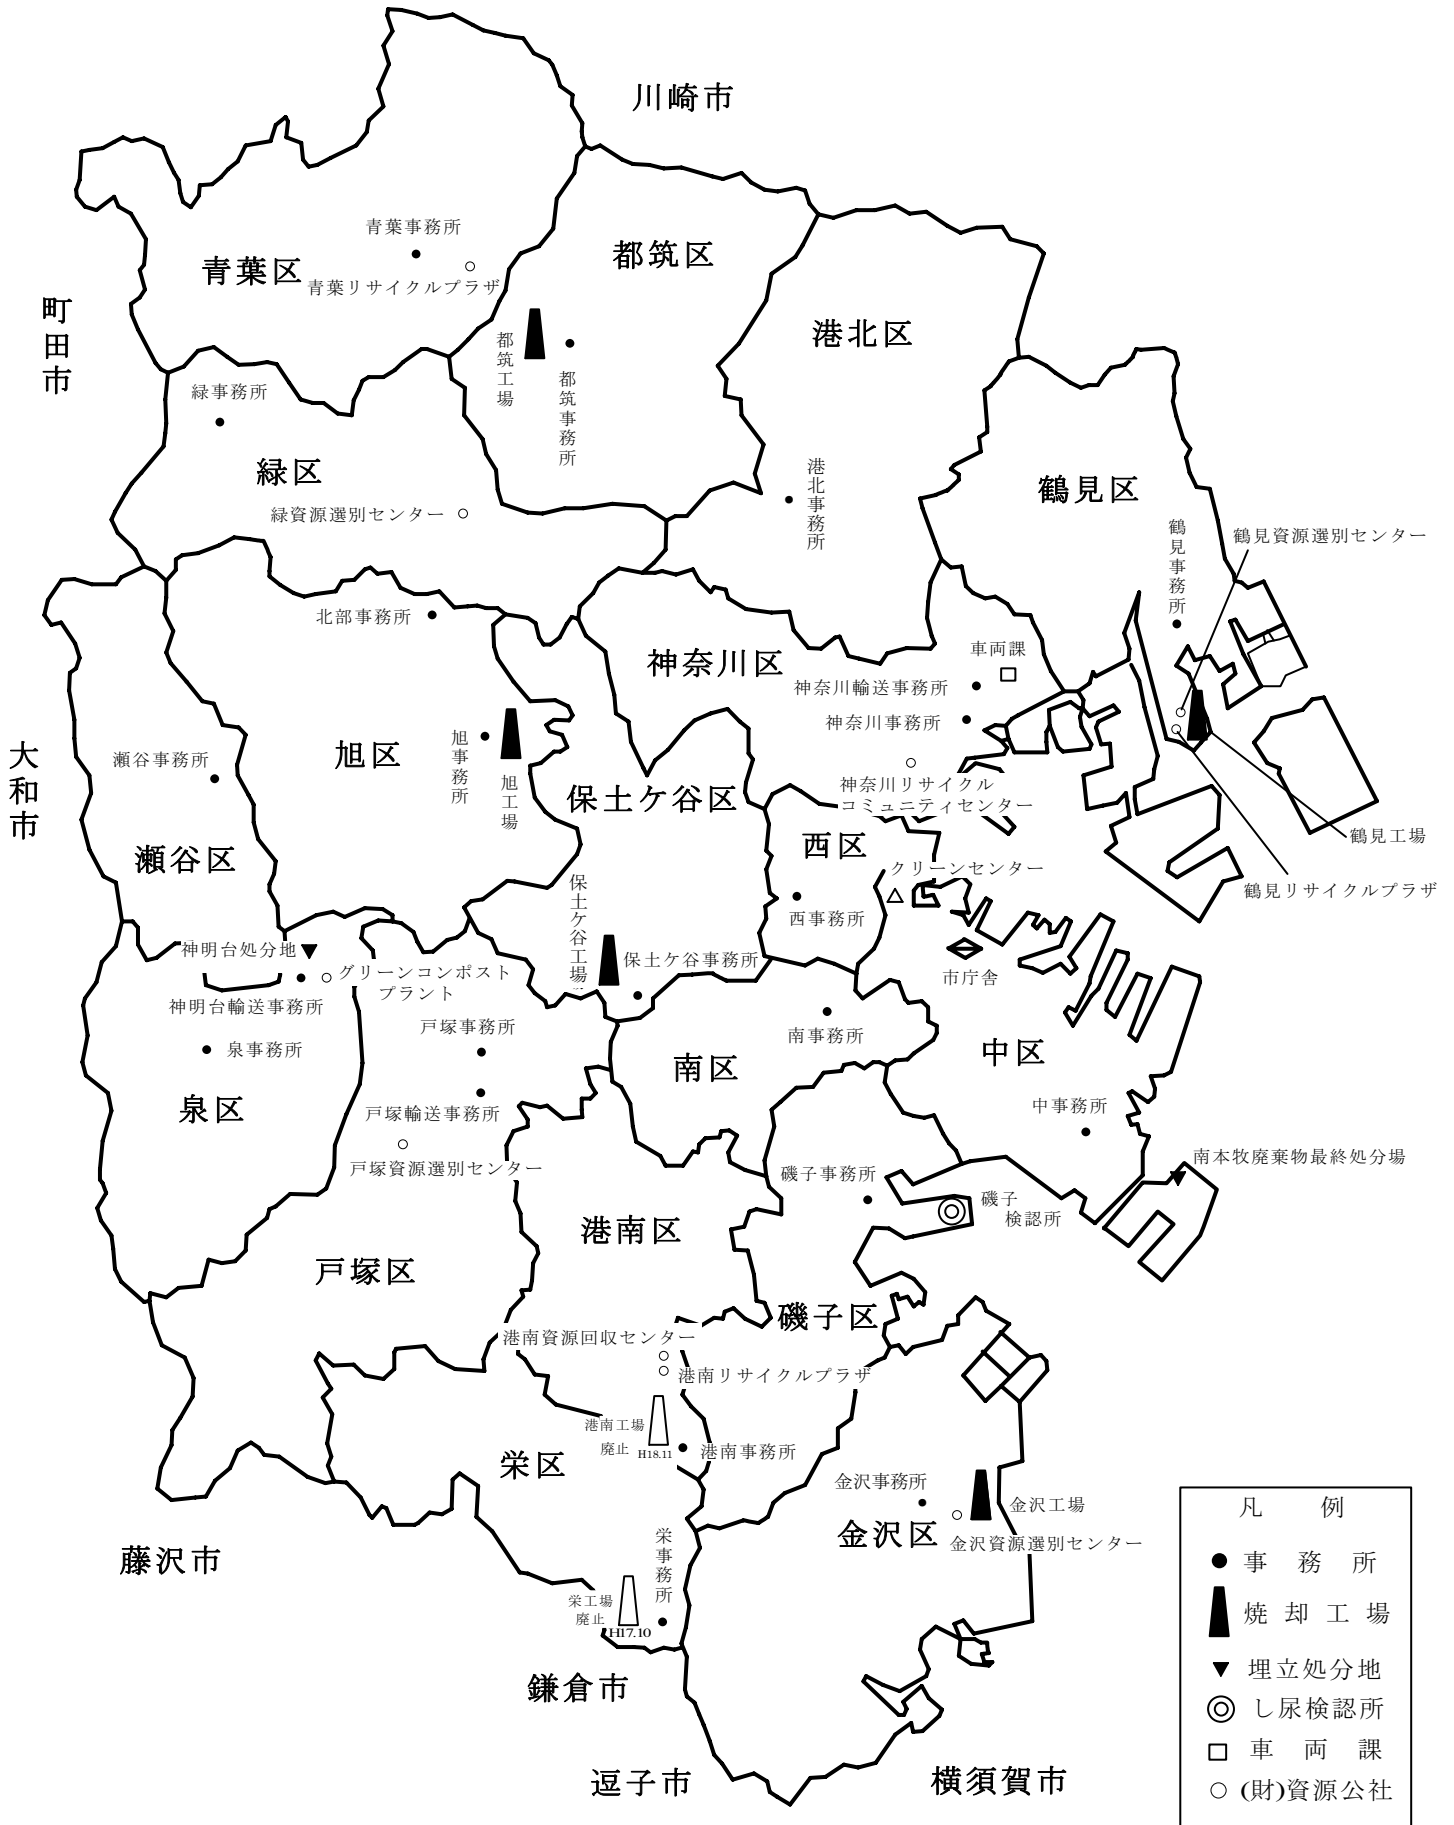 川崎市
青葉事務所
青葉区
青葉リサイクルプラザ
都筑区
町田市
都筑工場
都筑事務所
港北区
緑事務所
緑区
緑資源選別センター
港北事務所
鶴見区
鶴見事務所
鶴見資源選別センター
北部事務所
神奈川区
車両課
神奈川輸送事務所
神奈川事務所
神奈川リサイクル
コミュニティセンター
大和市
瀬谷事務所
旭区
旭事務所
旭工場
保土ケ谷区
瀬谷区
西区
クリーンセンター
西事務所
鶴見工場
鶴見リサイクルプラザ
保土ケ谷工場
保土ケ谷事務所
市庁舎
神明台処分地
グリーンコンポスト
プラント
神明台輸送事務所
泉事務所
泉区
戸塚事務所
戸塚輸送事務所
戸塚資源選別センター
南事務所
南区
中区
中事務所
南本牧廃棄物最終処分場
磯子事務所
磯子
検認所
港南区
戸塚区
磯子区
港南資源回収センター
港南リサイクルプラザ
港南工場
廃止 H18.11
港南事務所
栄区
金沢事務所
金沢工場
金沢区
金沢資源選別センター
藤沢市
栄事務所
栄工場
廃止
H17.10
鎌倉市
逗子市
横須賀市
凡 例
事務所
焼却工場
埋立処分地
し尿検認所
車両課
(財)資源公社